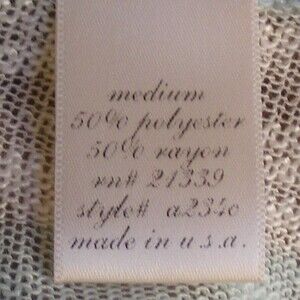 medium
50% polyester
50% rayon
rn# 21339
style# a234c
made in u.s.a.